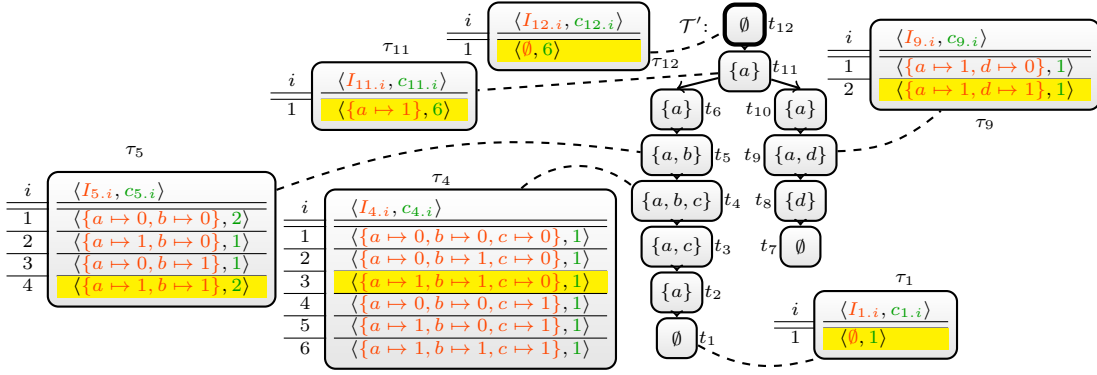 τ₁₂
i ⟨I₁₂.ᵢ, c₁₂.ᵢ⟩
1 ⟨∅, 6⟩
τ₁₁
i ⟨I₁₁.ᵢ, c₁₁.ᵢ⟩
1 ⟨{a ↦ 1}, 6⟩
τ₅
i ⟨I₅.ᵢ, c₅.ᵢ⟩
1 ⟨{a ↦ 0, b ↦ 0}, 2⟩
2 ⟨{a ↦ 1, b ↦ 0}, 1⟩
3 ⟨{a ↦ 0, b ↦ 1}, 1⟩
4 ⟨{a ↦ 1, b ↦ 1}, 2⟩
τ₄
i ⟨I₄.ᵢ, c₄.ᵢ⟩
1 ⟨{a ↦ 0, b ↦ 0, c ↦ 0}, 1⟩
2 ⟨{a ↦ 0, b ↦ 1, c ↦ 0}, 1⟩
3 ⟨{a ↦ 1, b ↦ 1, c ↦ 0}, 1⟩
4 ⟨{a ↦ 0, b ↦ 0, c ↦ 1}, 1⟩
5 ⟨{a ↦ 1, b ↦ 0, c ↦ 1}, 1⟩
6 ⟨{a ↦ 1, b ↦ 1, c ↦ 1}, 1⟩
𝒯′: ∅ t₁₂
{a} t₁₁
{a} t₆ t₁₀ {a}
{a, b} t₅ t₉ {a, d}
{a, b, c} t₄ t₈ {d}
{a, c} t₃ t₇ ∅
{a} t₂
∅ t₁
i ⟨I₉.ᵢ, c₉.ᵢ⟩
1 ⟨{a ↦ 1, d ↦ 0}, 1⟩
2 ⟨{a ↦ 1, d ↦ 1}, 1⟩
τ₉
τ₁
i ⟨I₁.ᵢ, c₁.ᵢ⟩
1 ⟨∅, 1⟩